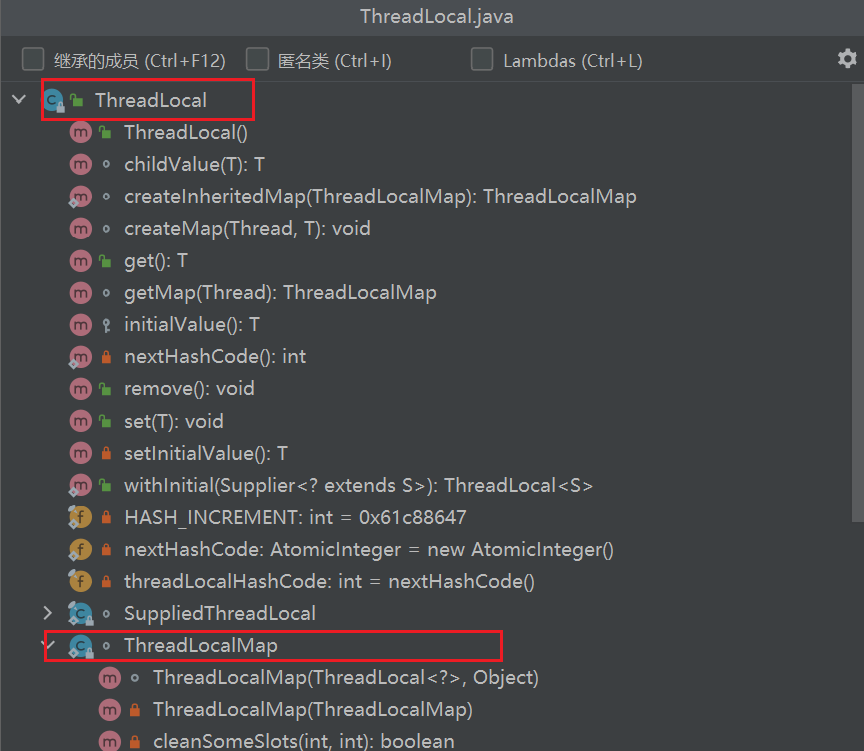 ThreadLocal.java
继承的成员 (Ctrl+F12) 匿名类 (Ctrl+I) Lambdas (Ctrl+L)
ThreadLocal
ThreadLocal()
childValue(T): T
createInheritedMap(ThreadLocalMap): ThreadLocalMap
createMap(Thread, T): void
get(): T
getMap(Thread): ThreadLocalMap
initialValue(): T
nextHashCode(): int
remove(): void
set(T): void
setInitialValue(): T
withInitial(Supplier<? extends S>): ThreadLocal<S>
HASH_INCREMENT: int = 0x61c88647
nextHashCode: AtomicInteger = new AtomicInteger()
threadLocalHashCode: int = nextHashCode()
SuppliedThreadLocal
ThreadLocalMap
ThreadLocalMap(ThreadLocal<?>, Object)
ThreadLocalMap(ThreadLocalMap)
cleanSomeSlots(int, int): boolean